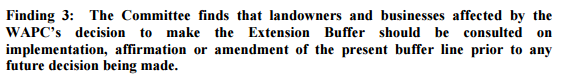 Finding 3: The Committee finds that landowners and businesses affected by the
WAPC's decision to make the Extension Buffer should be consulted on
implementation, affirmation or amendment of the present buffer line prior to any
future decision being made.